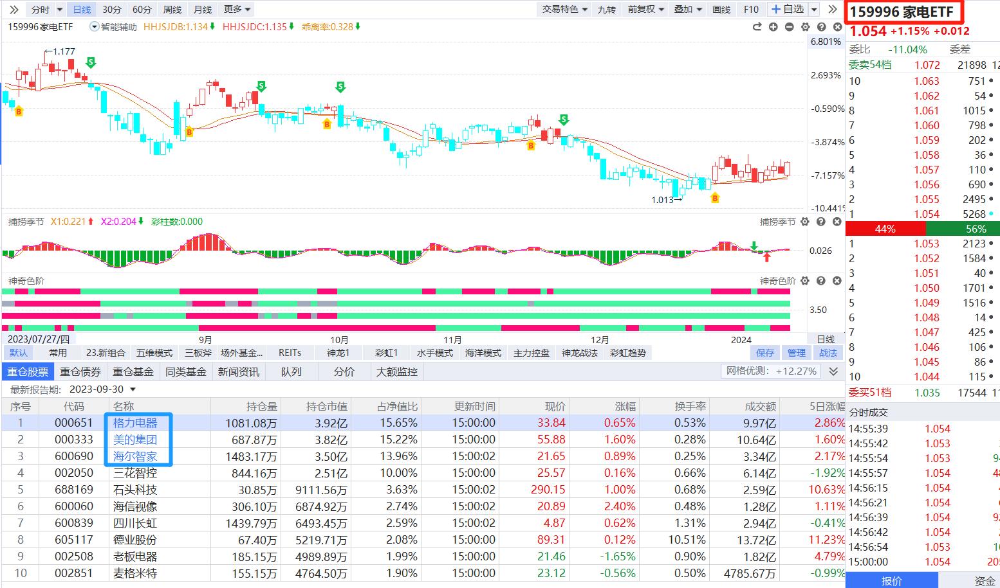 分时 日线 30分 60分 周线 月线 更多 交易特色 九转 前复权 叠加 画线 F10 自选
159996 家电ETF
159996 家电ETF 智能辅助 HHJSJDB:1.134 HHJSJDC:1.135 乖离率:0.328
1.054 +1.15% +0.012
委比 -11.04% 委差
委卖54档 1.072 21898 12
10 1.063 751
9 1.062 54
8 1.061 1015
7 1.060 798
6 1.059 202
5 1.058 36
4 1.057 110
3 1.056 690
2 1.055 2495
1 1.054 5268
44% 56%
1 1.053 2123
2 1.052 1584
3 1.051 40
4 1.050 1701
5 1.049 1516
6 1.048 14
7 1.047 425
8 1.046 106
9 1.045 86
10 1.044 115
委买51档 1.035 17544 11
分时成交
14:55:39 1.054
14:55:42 1.053
14:55:54 1.053
14:55:57 1.054
14:56:15 1.054
14:56:21 1.054
14:56:39 1.054
14:56:42 1.054
14:56:54 1.053
15:00:00 1.054
报价 资金
6.801%
←1.177
S
2.693%
S
S
-0.590%
B
S
B
B
-3.874%
B
-7.157%
1.013→
B
-10.441%
捕捞季节 X1:0.221 X2:0.204 彩柱数:0.000 捕捞季节
0.026
神奇色阶 神奇色阶
3.50
2023/07/27/四 9月 10月 11月 12月 2024 日线
默认 常用 23.新组合 五维模式 三板斧 场外基金... REITs 神龙1 彩虹1 水手模式 海洋模式 主力控盘 神龙战法 彩虹趋势 保存 管理 战法
重仓股票 重仓债券 重仓基金 同类基金 新闻资讯 队列 分价 大额监控 网格优测: +12.27%
最新报告期: 2023-09-30
序号 代码 名称 持仓量 持仓市值 占净值比 更新时间 现价 涨幅 换手率 成交额 5日涨幅
1 000651 格力电器 1081.08万 3.92亿 15.65% 15:00:00 33.84 0.65% 0.53% 9.97亿 2.86%
2 000333 美的集团 687.87万 3.82亿 15.22% 15:00:00 55.88 1.60% 0.28% 10.64亿 1.60%
3 600690 海尔智家 1483.17万 3.50亿 13.96% 15:00:02 21.65 0.89% 0.25% 3.34亿 2.17%
4 002050 三花智控 844.16万 2.51亿 10.00% 15:00:00 25.57 0.16% 0.66% 6.14亿 -1.92%
5 688169 石头科技 30.85万 9111.56万 3.63% 15:00:02 290.15 1.00% 0.68% 2.59亿 10.63%
6 600060 海信视像 306.10万 6874.92万 2.74% 15:00:02 20.89 2.40% 0.48% 1.28亿 1.11%
7 600839 四川长虹 1439.79万 6493.45万 2.59% 15:00:02 4.87 0.62% 1.31% 2.94亿 -0.41%
8 605117 德业股份 67.40万 5219.71万 2.08% 15:00:00 89.31 0.12% 10.51% 13.72亿 11.23%
9 002508 老板电器 185.15万 4989.89万 1.99% 15:00:00 21.46 -1.65% 0.90% 1.82亿 4.79%
10 002851 麦格米特 155.15万 4764.50万 1.90% 15:00:00 23.12 -0.56% 0.50% 4785.67万 -0.99%